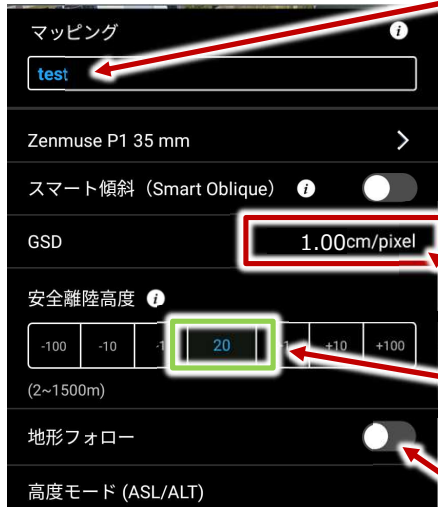 マッピング
test
Zenmuse P1 35 mm
スマート傾斜（Smart Oblique）
GSD 1.00cm/pixel
安全離陸高度
-100 -10 20 +10 +100
(2~1500m)
地形フォロー
高度モード (ASL/ALT)